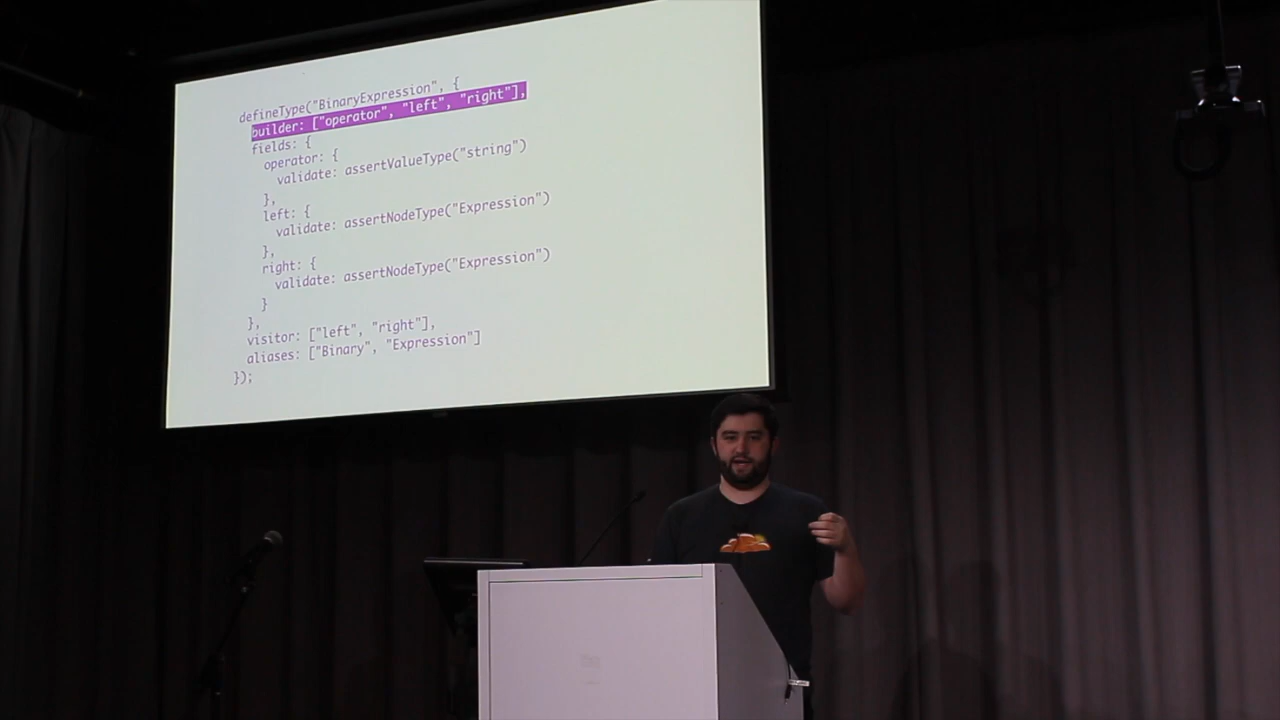 defineType("BinaryExpression", {
builder: ["operator", "left", "right"],
fields: {
operator: {
validate: assertValueType("string")
},
left: {
validate: assertNodeType("Expression")
},
right: {
validate: assertNodeType("Expression")
}
},
visitor: ["left", "right"],
aliases: ["Binary", "Expression"]
});